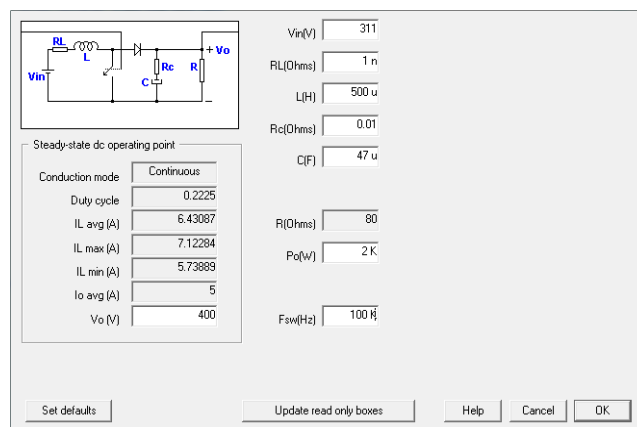 RL
L
Vin
Rc
C
R
+ Vo
Steady-state dc operating point
Conduction mode Continuous
Duty cycle 0.2225
IL avg (A) 6.43087
IL max (A) 7.12284
IL min (A) 5.73889
Io avg (A) 5
Vo (V) 400
Vin(V) 311
RL(Ohms) 1 n
L(H) 500 u
Rc(Ohms) 0.01
C(F) 47 u
R(Ohms) 80
Po(W) 2 K
Fsw(Hz) 100 K
Set defaults
Update read only boxes
Help
Cancel
OK